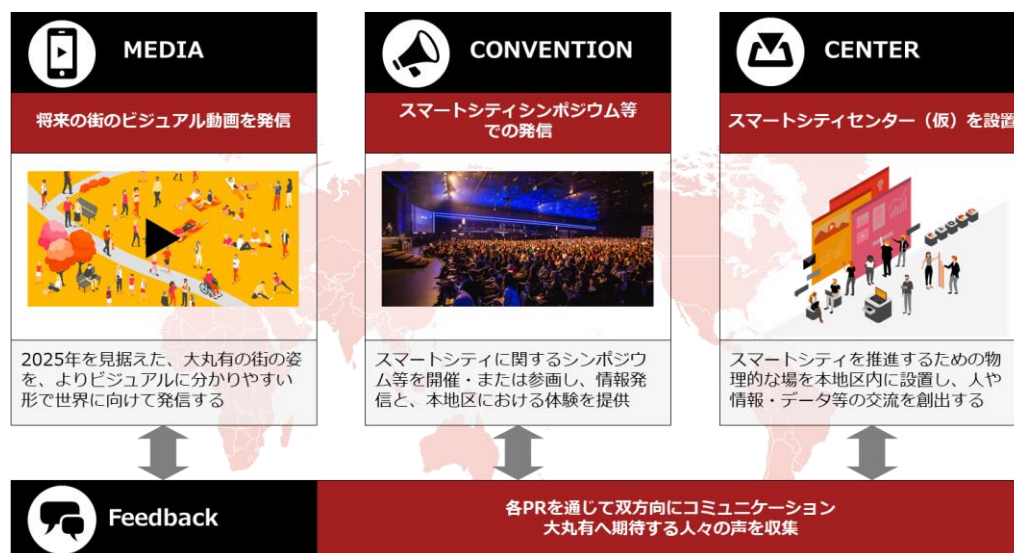 MEDIA
将来の街のビジュアル動画を発信
2025年を見据えた、大丸有の街の姿
を、よりビジュアルに分かりやすい
形で世界に向けて発信する
CONVENTION
スマートシティシンポジウム等
での発信
スマートシティに関するシンポジウ
ム等を開催・または参画し、情報発
信と、本地区における体験を提供
CENTER
スマートシティセンター（仮）を設置
スマートシティを推進するための物
理的な場を本地区内に設置し、人や
情報・データ等の交流を創出する
Feedback
各PRを通じて双方向にコミュニケーション
大丸有へ期待する人々の声を収集